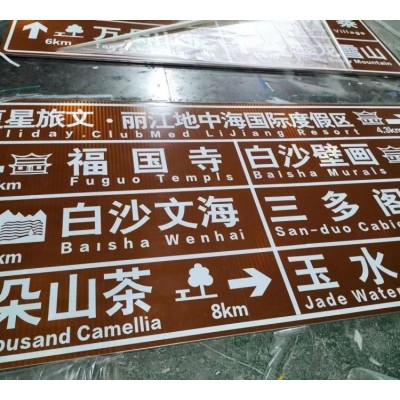 6km
Village
山
Mountain
星旅文·丽江地中海国际度假区
liday ClubMed LiJiang Resort
4.3km
福国寺
Fuguo Templs
km
白沙壁画
Baisha Murals
白沙文海
Baisha Wenhai
km
三多阁
San-duo Cabic
朵山茶
ousand Camellia
8km
玉水
Jade Water